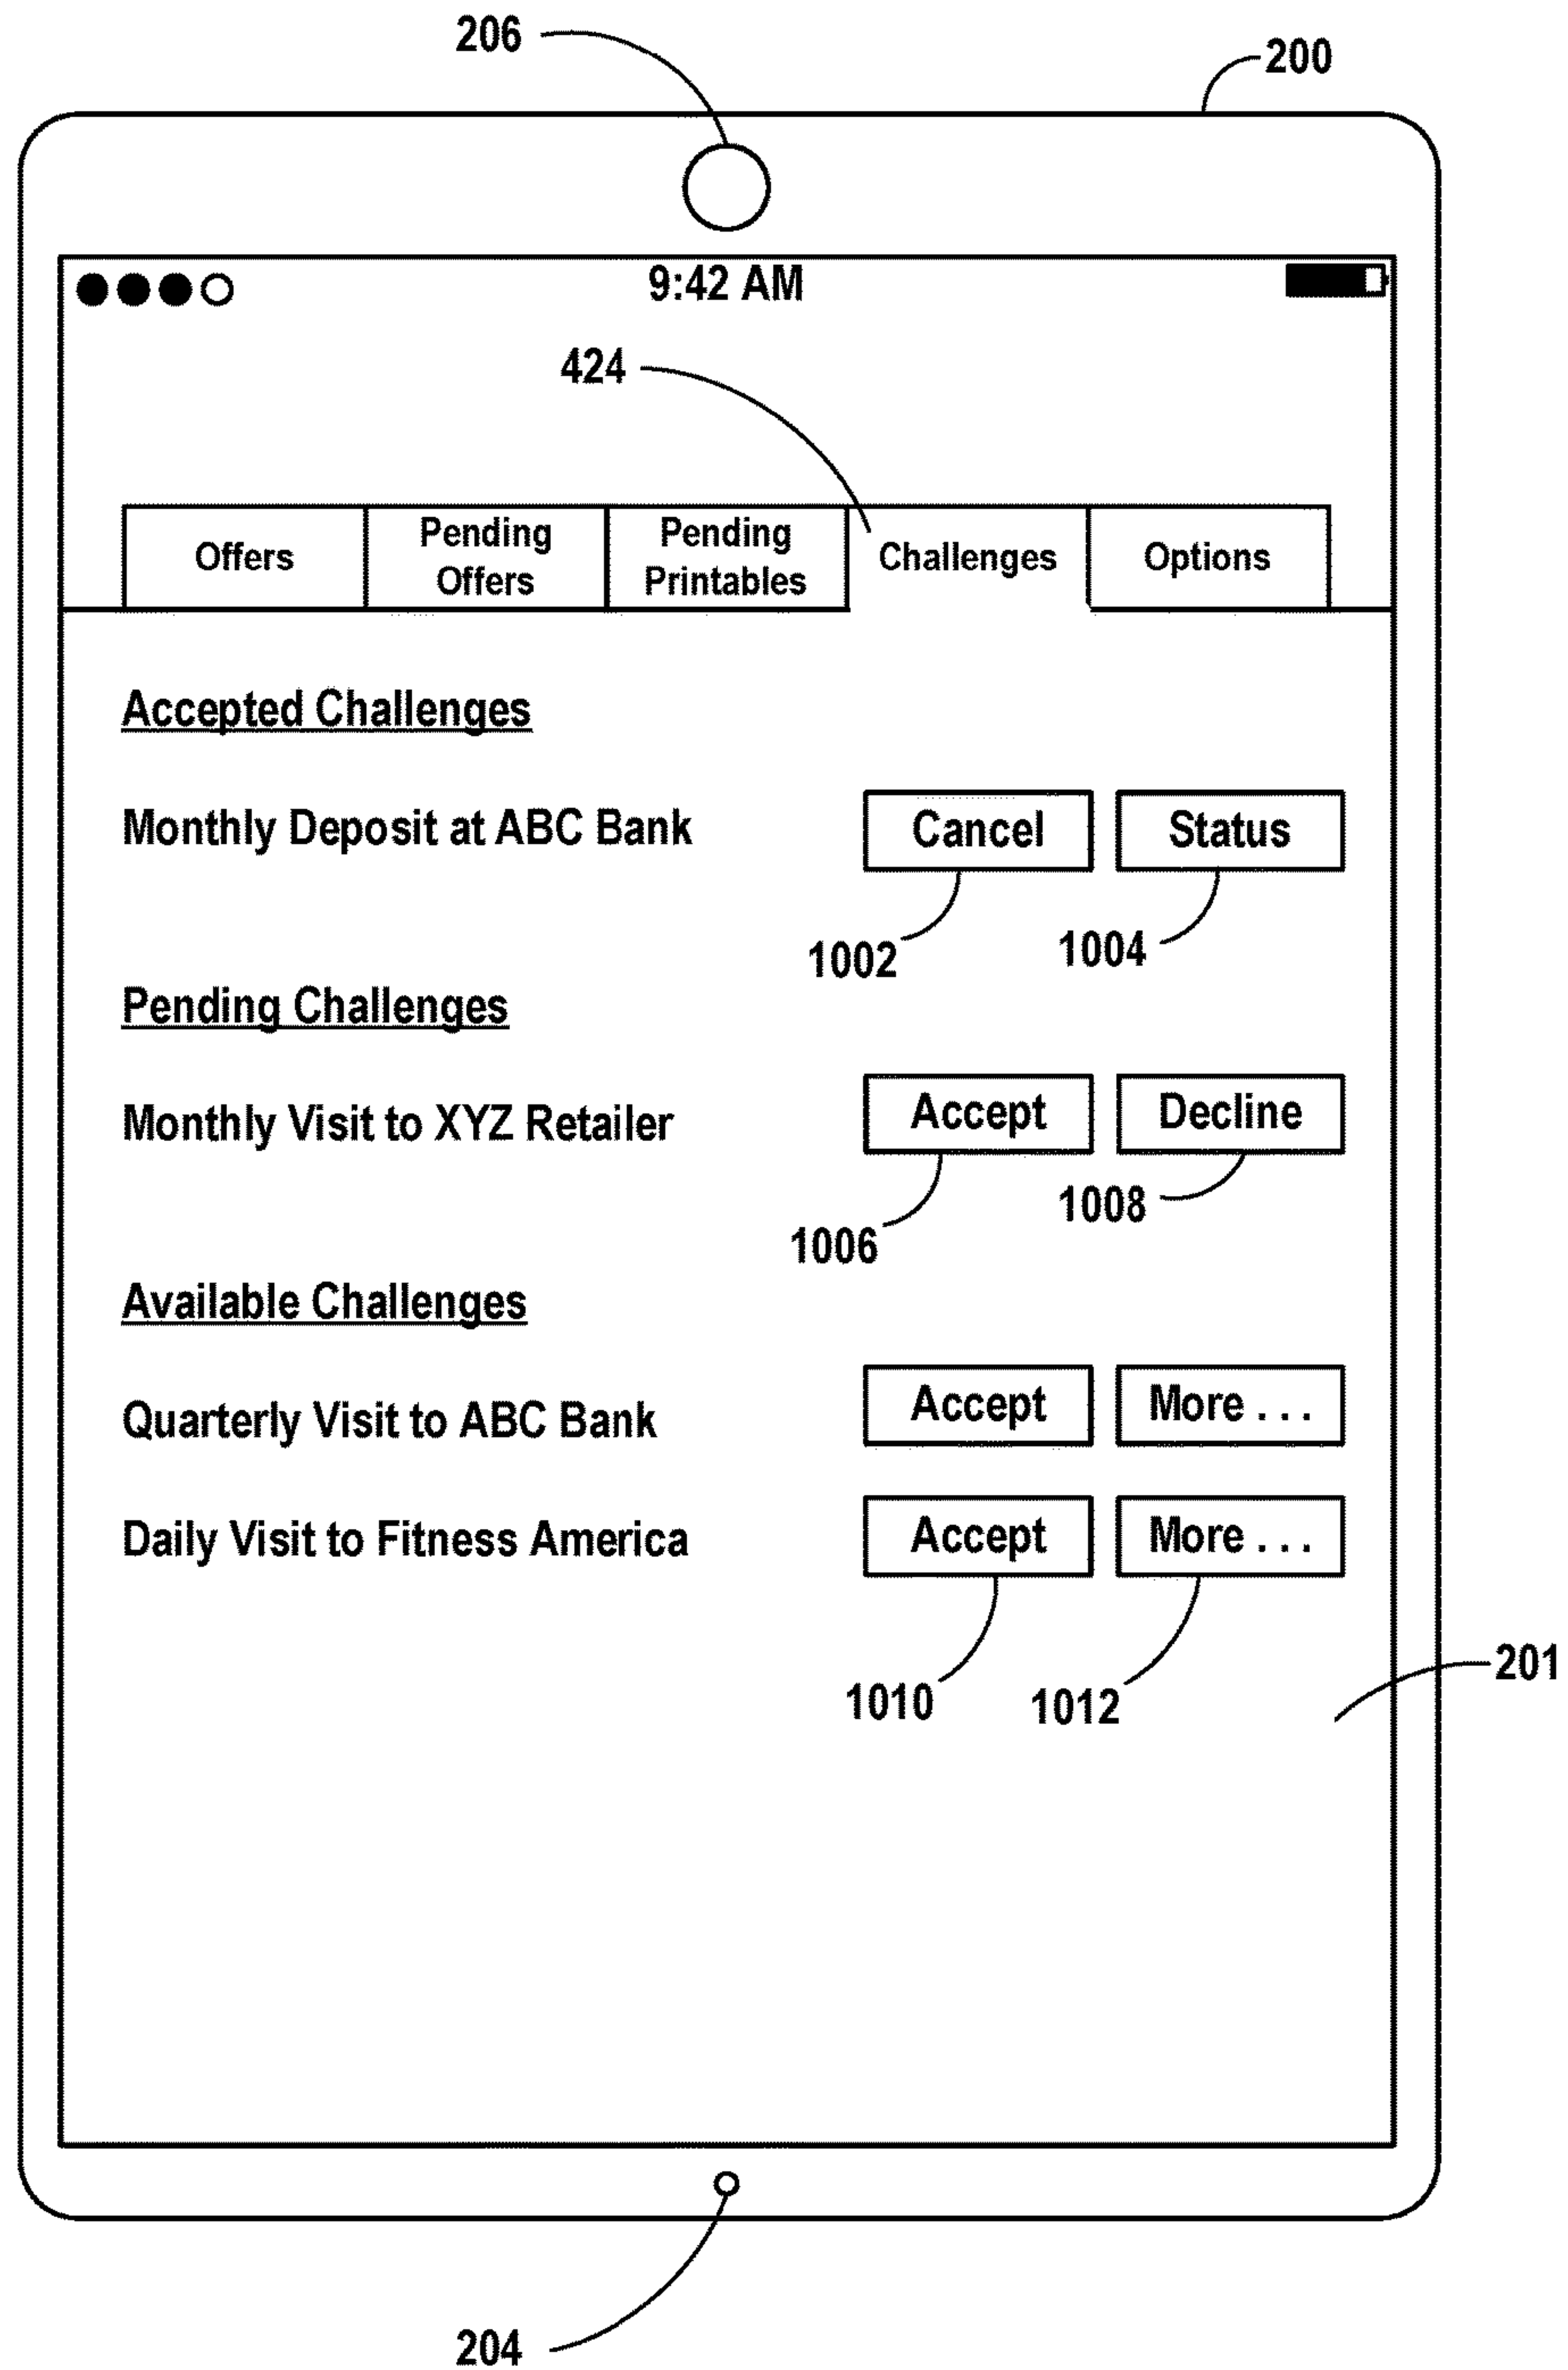 206
200
9:42 AM
424
Offers
Pending
Offers
Pending
Printables
Challenges
Options
Accepted Challenges
Monthly Deposit at ABC Bank
Cancel
Status
1002
1004
Pending Challenges
Monthly Visit to XYZ Retailer
Accept
Decline
1006
1008
Available Challenges
Quarterly Visit to ABC Bank
Accept
More . . .
Daily Visit to Fitness America
Accept
More . . .
1010
1012
201
204